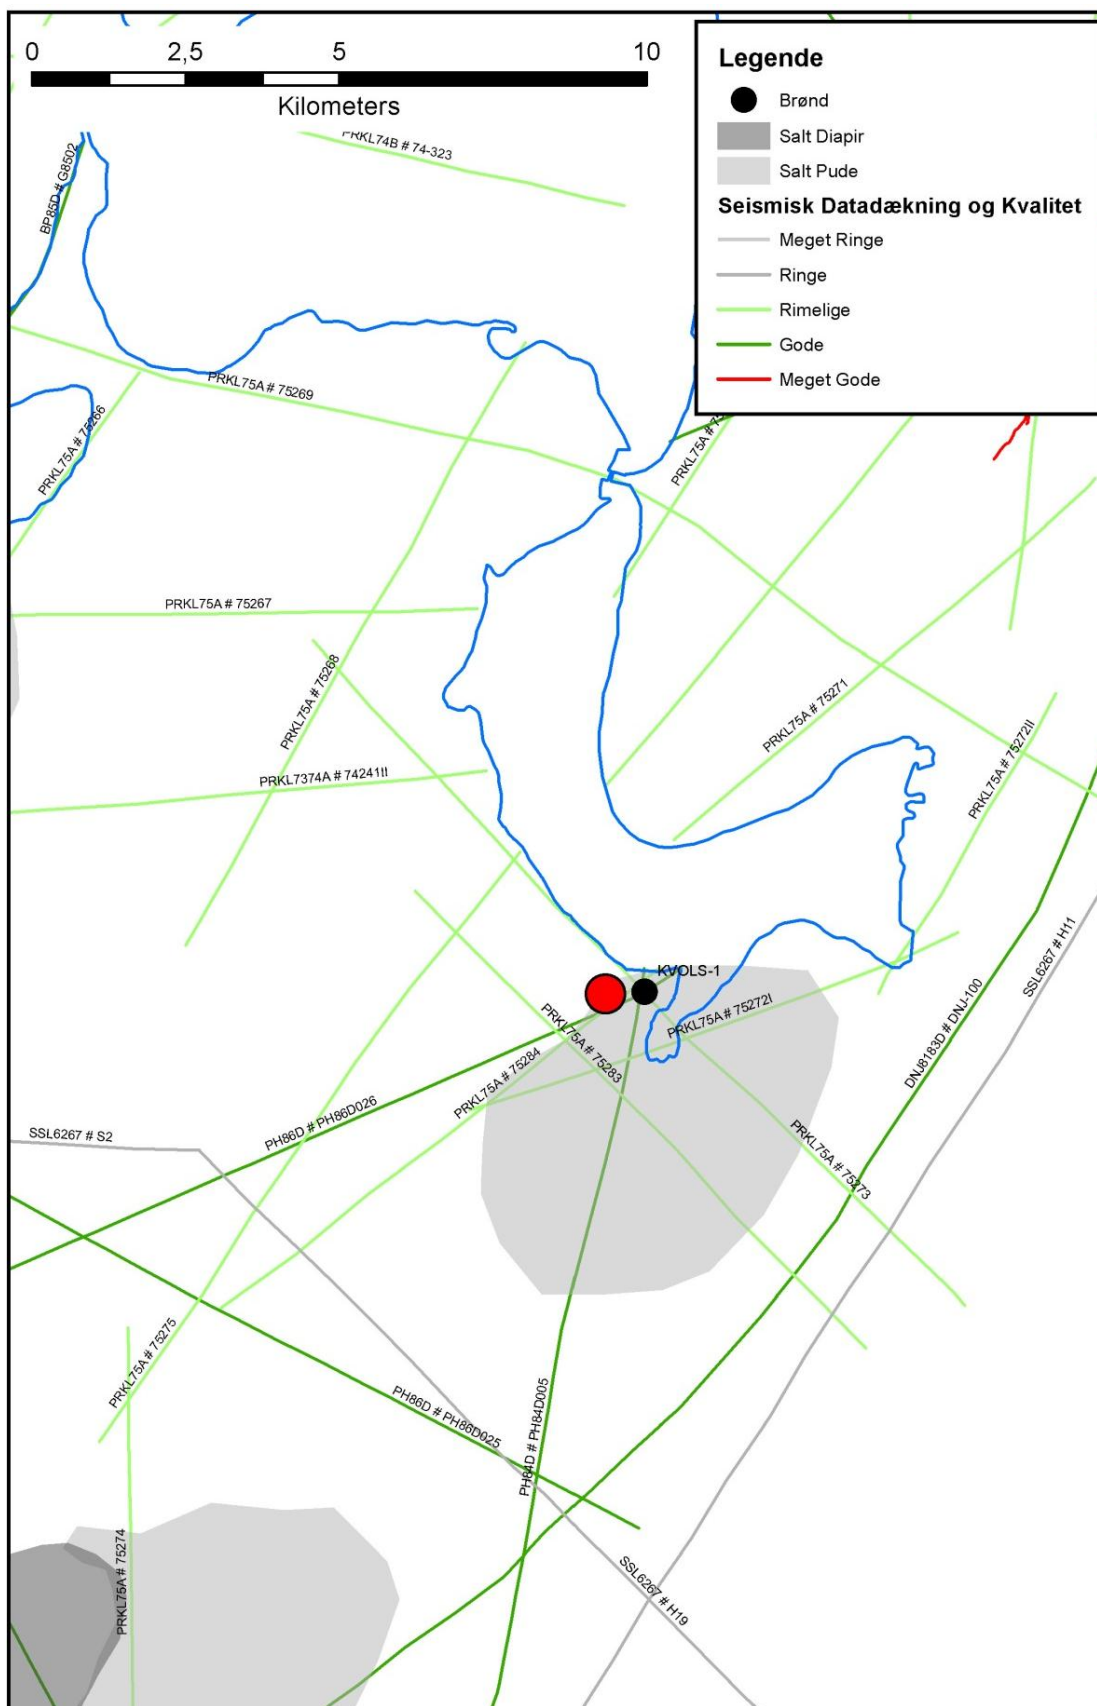 0 2,5 5 10
Kilometers
Legende
Brønd
Salt Diapir
Salt Pude
Seismisk Datadækning og Kvalitet
Meget Ringe
Ringe
Rimelige
Gode
Meget Gode
PRKL74B # 74-323
BP85D # G8502
PRKL75A # 75269
PRKL75A # 75266
PRKL75A #
PRKL75A # 75267
PRKL75A # 75268
PRKL75A # 75271
PRKL7374A # 74241II
PRKL75A # 75272II
KVOLS-1
SSL6267 # H11
PRKL75A # 75272I
DNJ8183D # DNJ-100
PRKL75A # 75283
PRKL75A # 75284
PH86D # PH86D026
SSL6267 # S2
PRKL75A # 75273
PRKL75A # 75275
PH86D # PH86D025
PH84D # PH84D005
PRKL75A # 75274
SSL6267 # H19